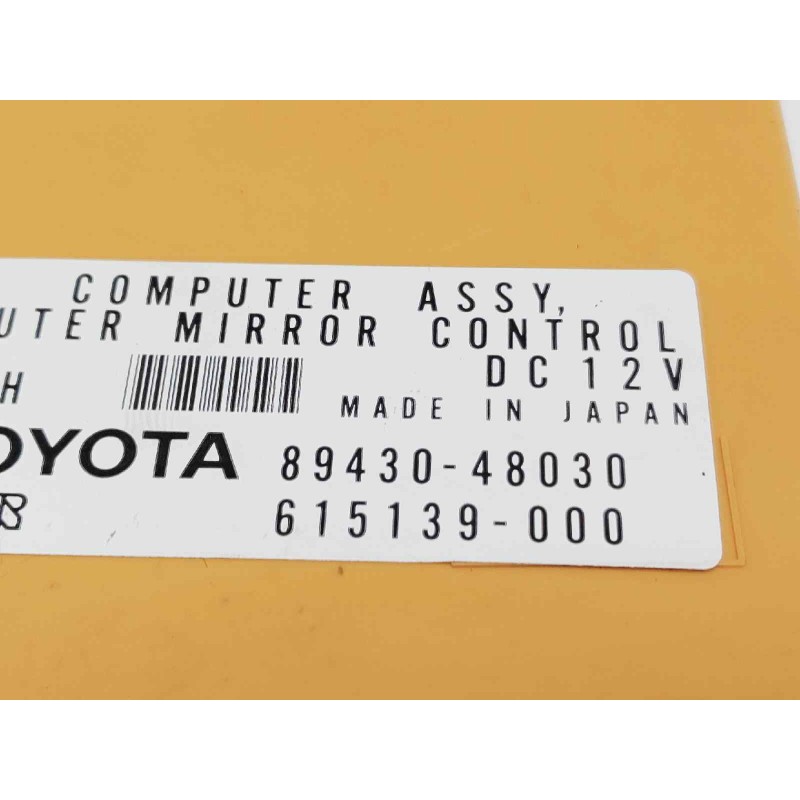 COMPUTER ASSY,
UTER MIRROR CONTROL
H DC 12V
MADE IN JAPAN
OYOTA 89430-48030
B 615139-000